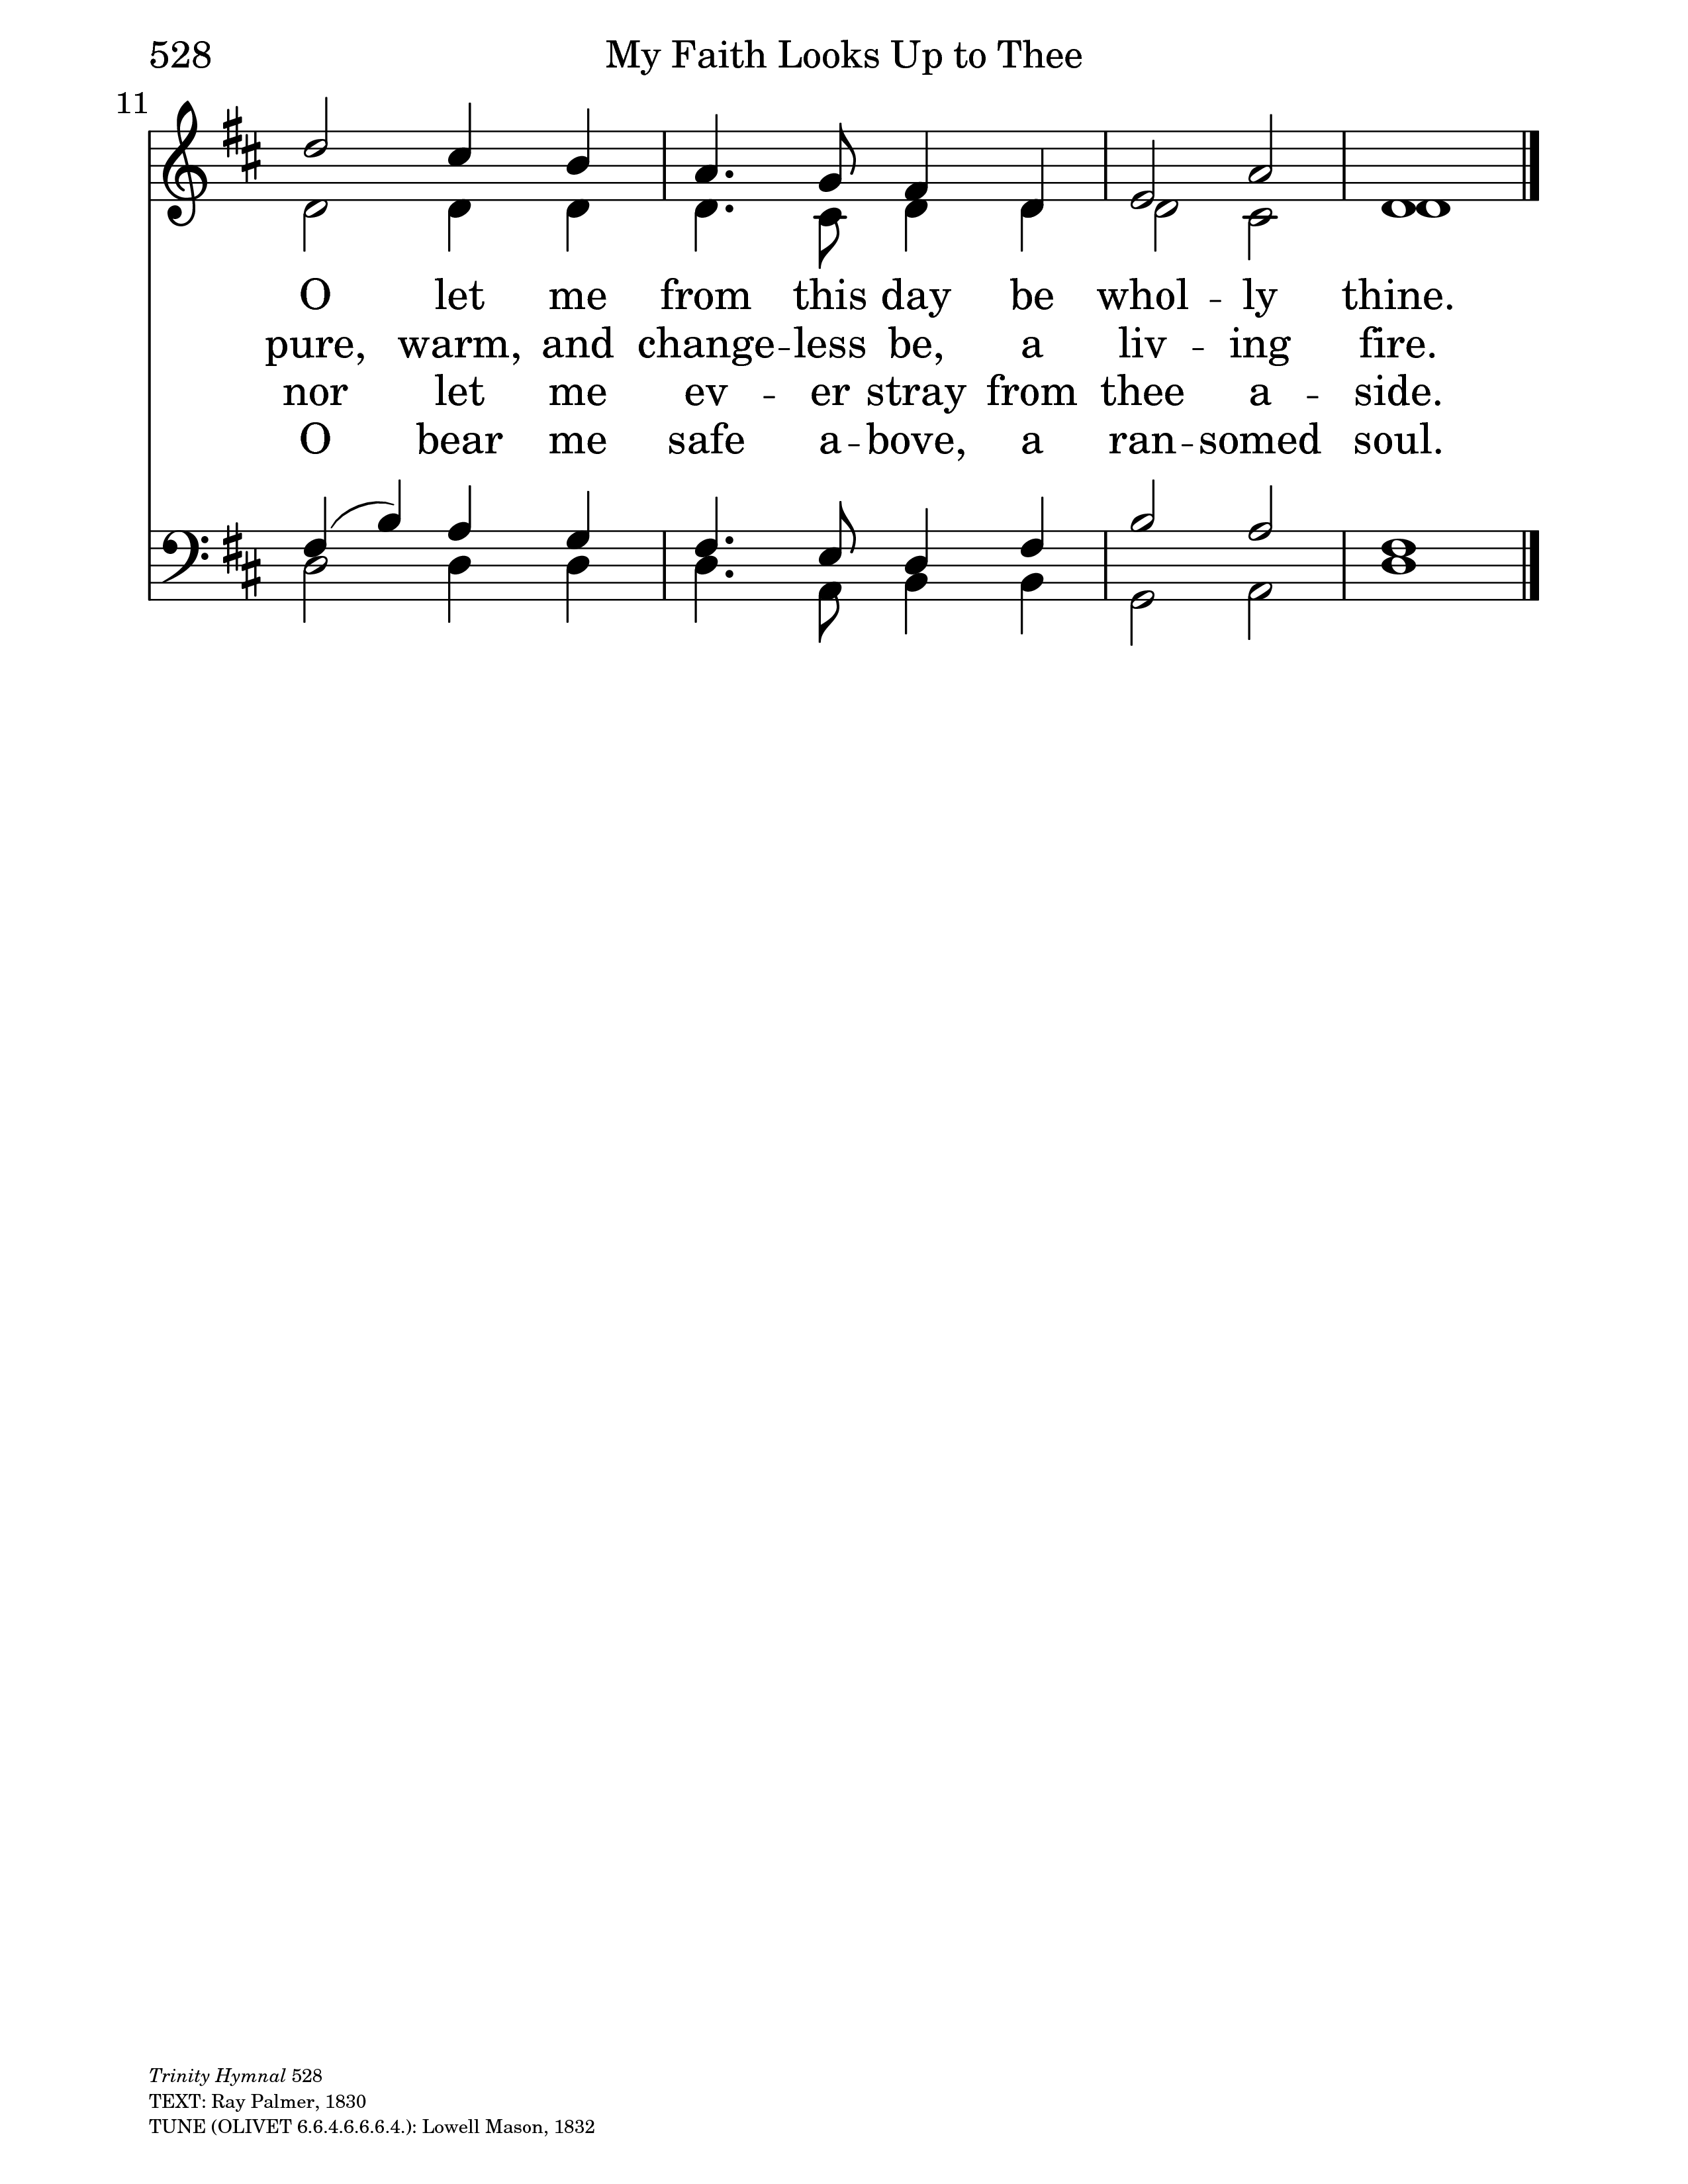 528 My Faith Looks Up to Thee
11
O let me from this day be whol - ly thine.
pure, warm, and change - less be, a liv - ing fire.
nor let me ev - er stray from thee a - side.
O bear me safe a - bove, a ran - somed soul.
Trinity Hymnal 528
TEXT: Ray Palmer, 1830
TUNE (OLIVET 6.6.4.6.6.6.4.): Lowell Mason, 1832